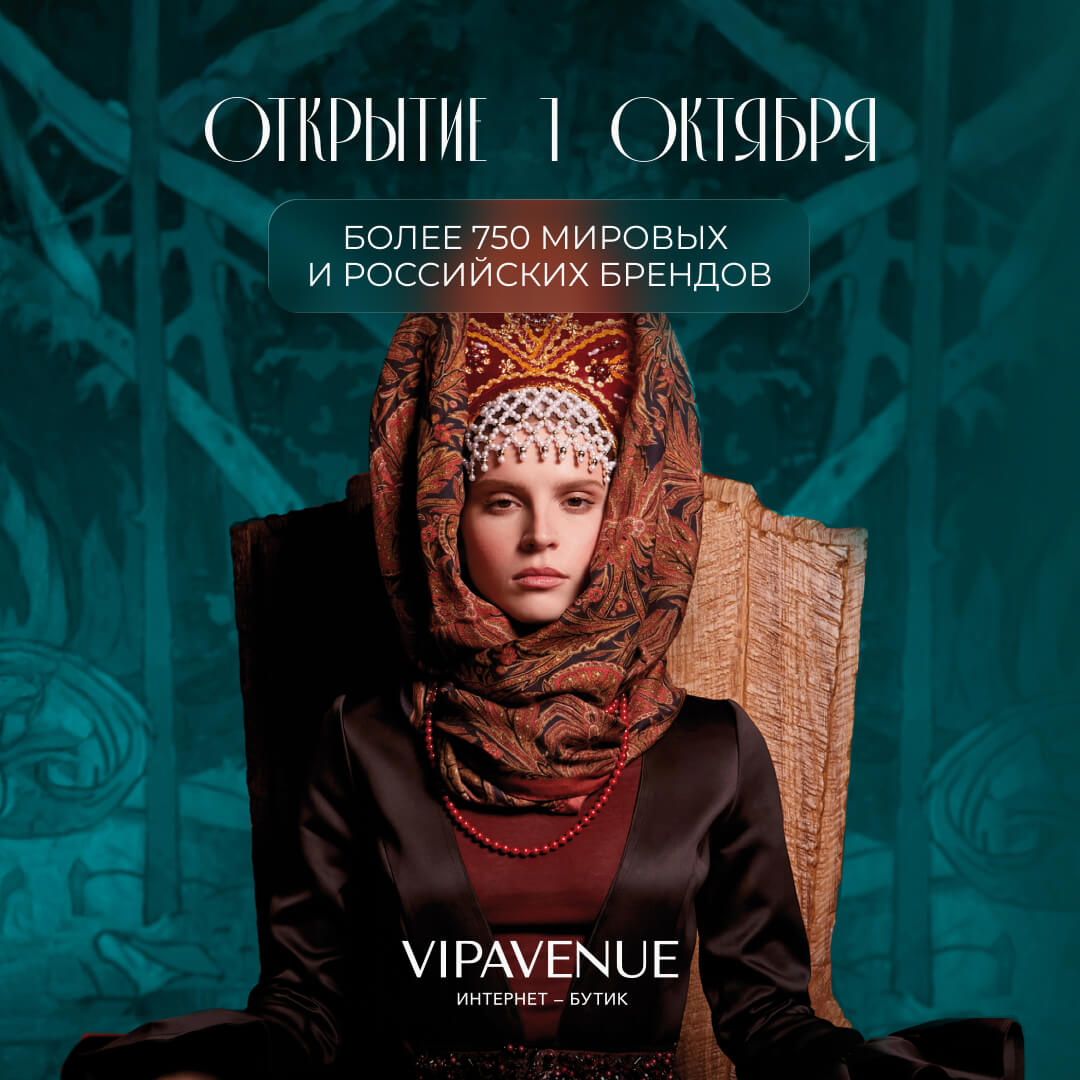 ОТКРЫТИЕ 1 ОКТЯБРЯ
БОЛЕЕ 750 МИРОВЫХ
И РОССИЙСКИХ БРЕНДОВ
VIPAVENUE
ИНТЕРНЕТ – БУТИК